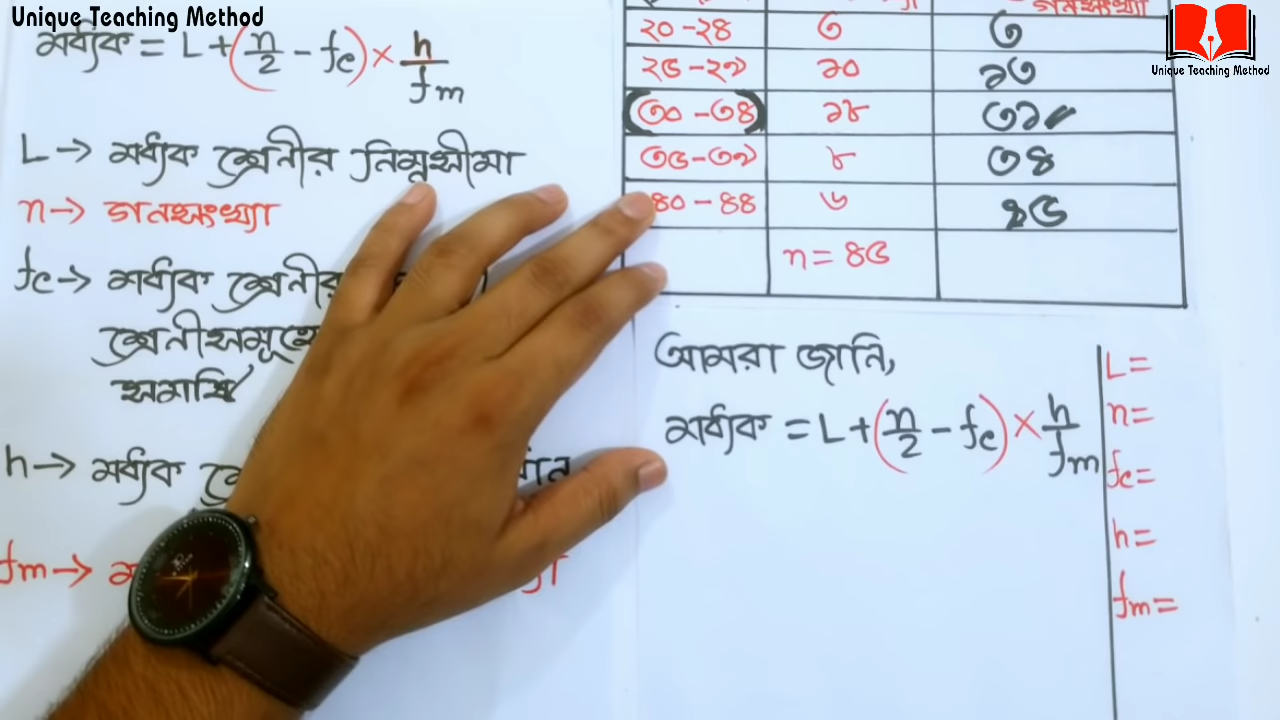 Unique Teaching Method
মধ্যক = L+(n/2 - fc) × h/fm
L → মধ্যক শ্রেনীর নিম্নসীমা
n → গনসংখ্যা
fc → মধ্যক শ্রেনীর
শ্রেনীসমূহে
সমষ্টি
h → মধ্যক
fm →
গনসংখ্যা
২০-২৪ ৩ ৩
২৫-২৯ ১০ ১৩
(৩০-৩৪) ১৮ ৩১
৩৫-৩৯ ৮ ৩৯
৪০-৪৪ ৬ ৪৫
n = ৪৫
আমরা জানি,
মধ্যক = L+(n/2 - fc) × h/fm
L=
n=
fc=
h=
fm=
Unique Teaching Method